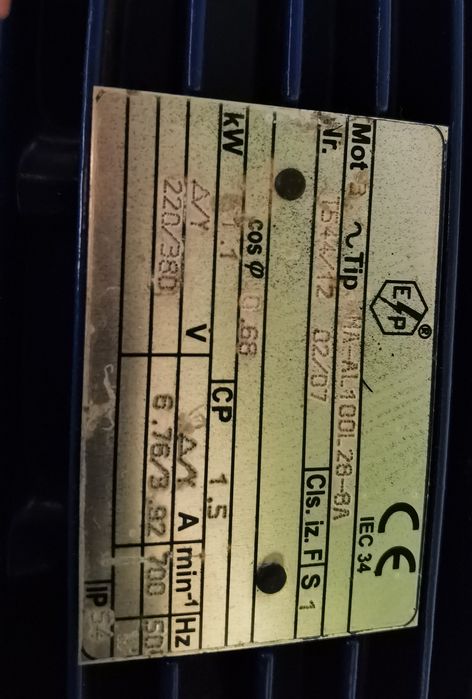 EP® CE
IEC 34
Mot 3 ~ Tip MA-AL100L28-8A
Nr. 1544/12 02/07 Cls. iz. F S 1
cos φ 0.68
kW 1.1 CP 1.5
Δ/Y V Δ/Y A min-1 Hz
220/380 6.76/3.92 700 50
IP 54